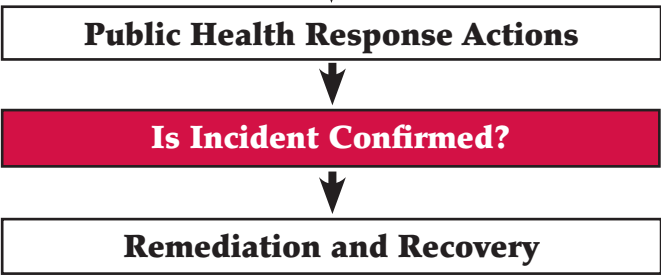 Public Health Response Actions
Is Incident Confirmed?
Remediation and Recovery